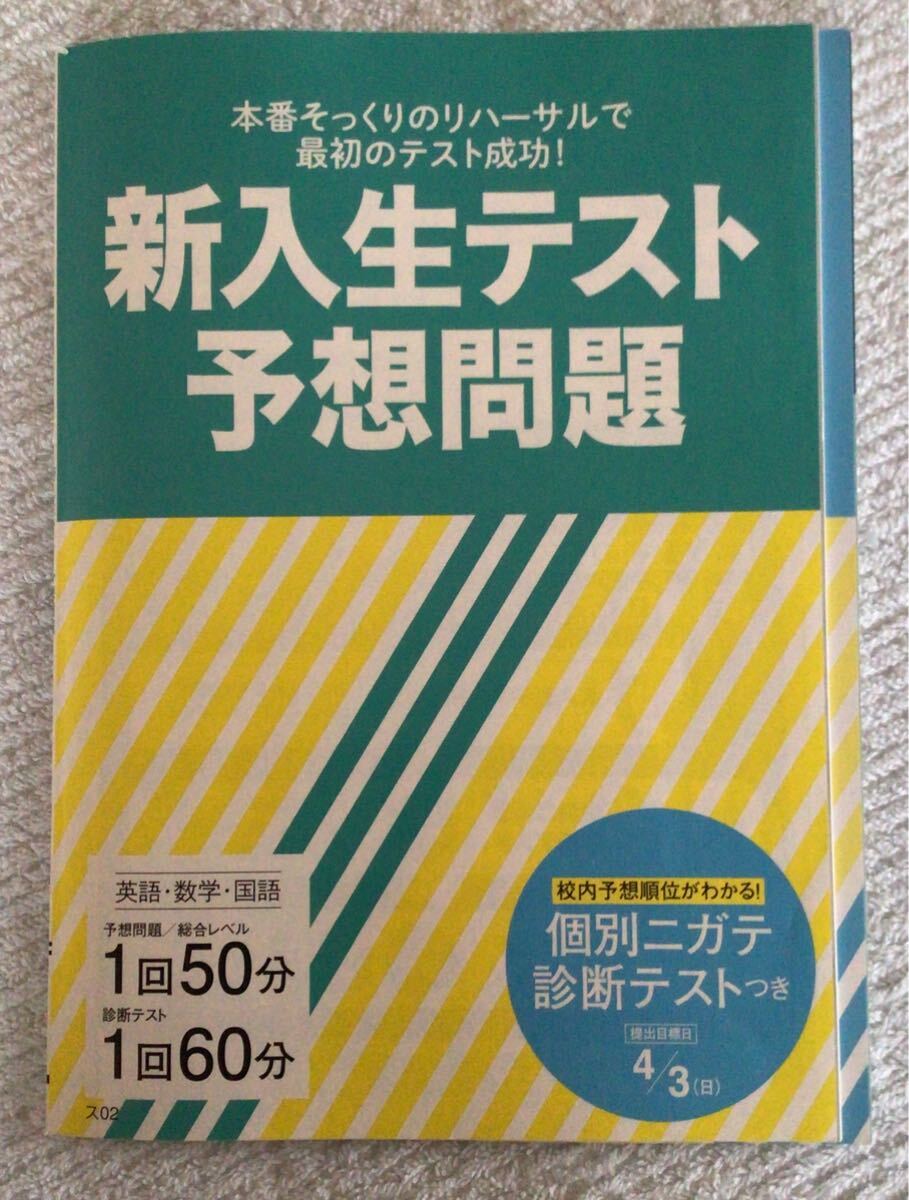 本番そっくりのリハーサルで
最初のテスト成功!
新入生テスト
予想問題
英語・数学・国語
予想問題/総合レベル
1回50分
診断テスト
1回60分
校内予想順位がわかる!
個別ニガテ
診断テストつき
提出目標日
4/3(日)
ス02